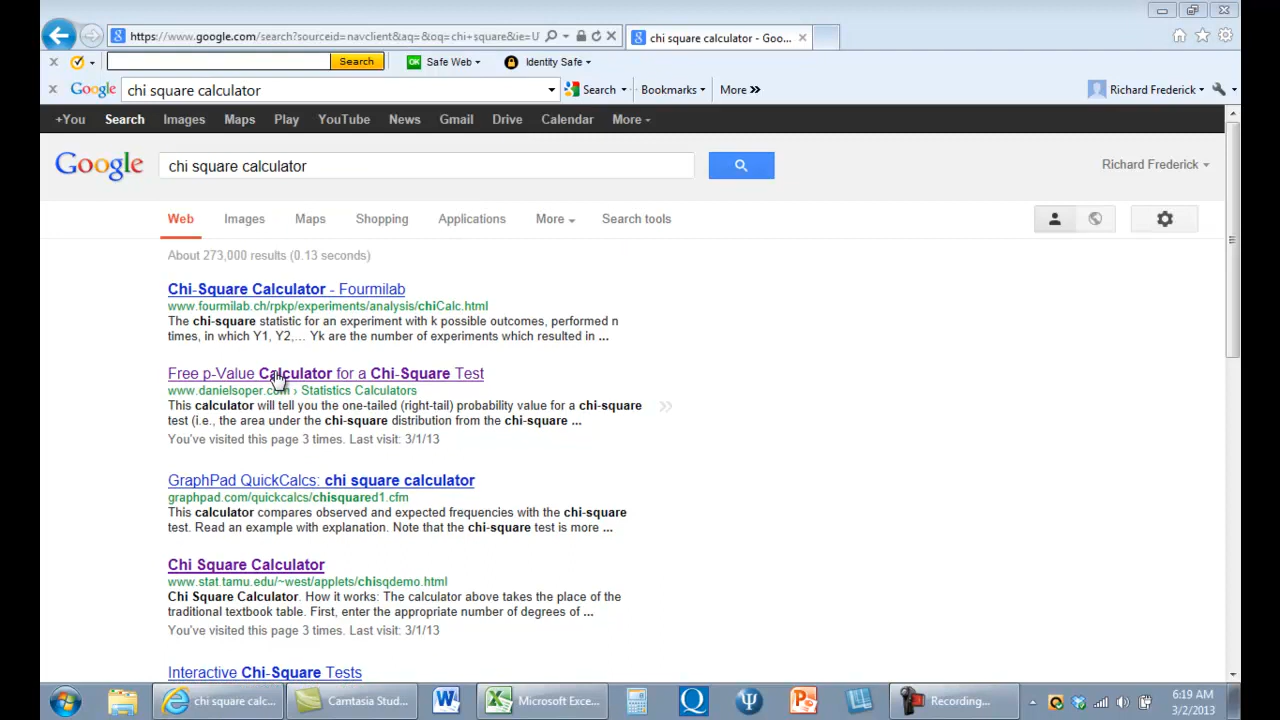 https://www.google.com/search?sourceid=navclient&aq=&oq=chi+square&ie=U
chi square calculator - Goo...
Search
OK Safe Web
Identity Safe
Google
chi square calculator
Search
Bookmarks
More »
Richard Frederick
+You Search Images Maps Play YouTube News Gmail Drive Calendar More
Google
chi square calculator
Richard Frederick
Web Images Maps Shopping Applications More Search tools
About 273,000 results (0.13 seconds)
Chi-Square Calculator - Fourmilab
www.fourmilab.ch/rpkp/experiments/analysis/chiCalc.html
The chi-square statistic for an experiment with k possible outcomes, performed n
times, in which Y1, Y2,... Yk are the number of experiments which resulted in ...
Free p-Value Calculator for a Chi-Square Test
www.danielsoper.com › Statistics Calculators
This calculator will tell you the one-tailed (right-tail) probability value for a chi-square
test (i.e., the area under the chi-square distribution from the chi-square ...
You've visited this page 3 times. Last visit: 3/1/13
GraphPad QuickCalcs: chi square calculator
graphpad.com/quickcalcs/chisquared1.cfm
This calculator compares observed and expected frequencies with the chi-square
test. Read an example with explanation. Note that the chi-square test is more ...
Chi Square Calculator
www.stat.tamu.edu/~west/applets/chisqdemo.html
Chi Square Calculator. How it works: The calculator above takes the place of the
traditional textbook table. First, enter the appropriate number of degrees of ...
You've visited this page 3 times. Last visit: 3/1/13
Interactive Chi-Square Tests
chi square calc...
Camtasia Stud...
Microsoft Exce...
Recording...
6:19 AM
3/2/2013